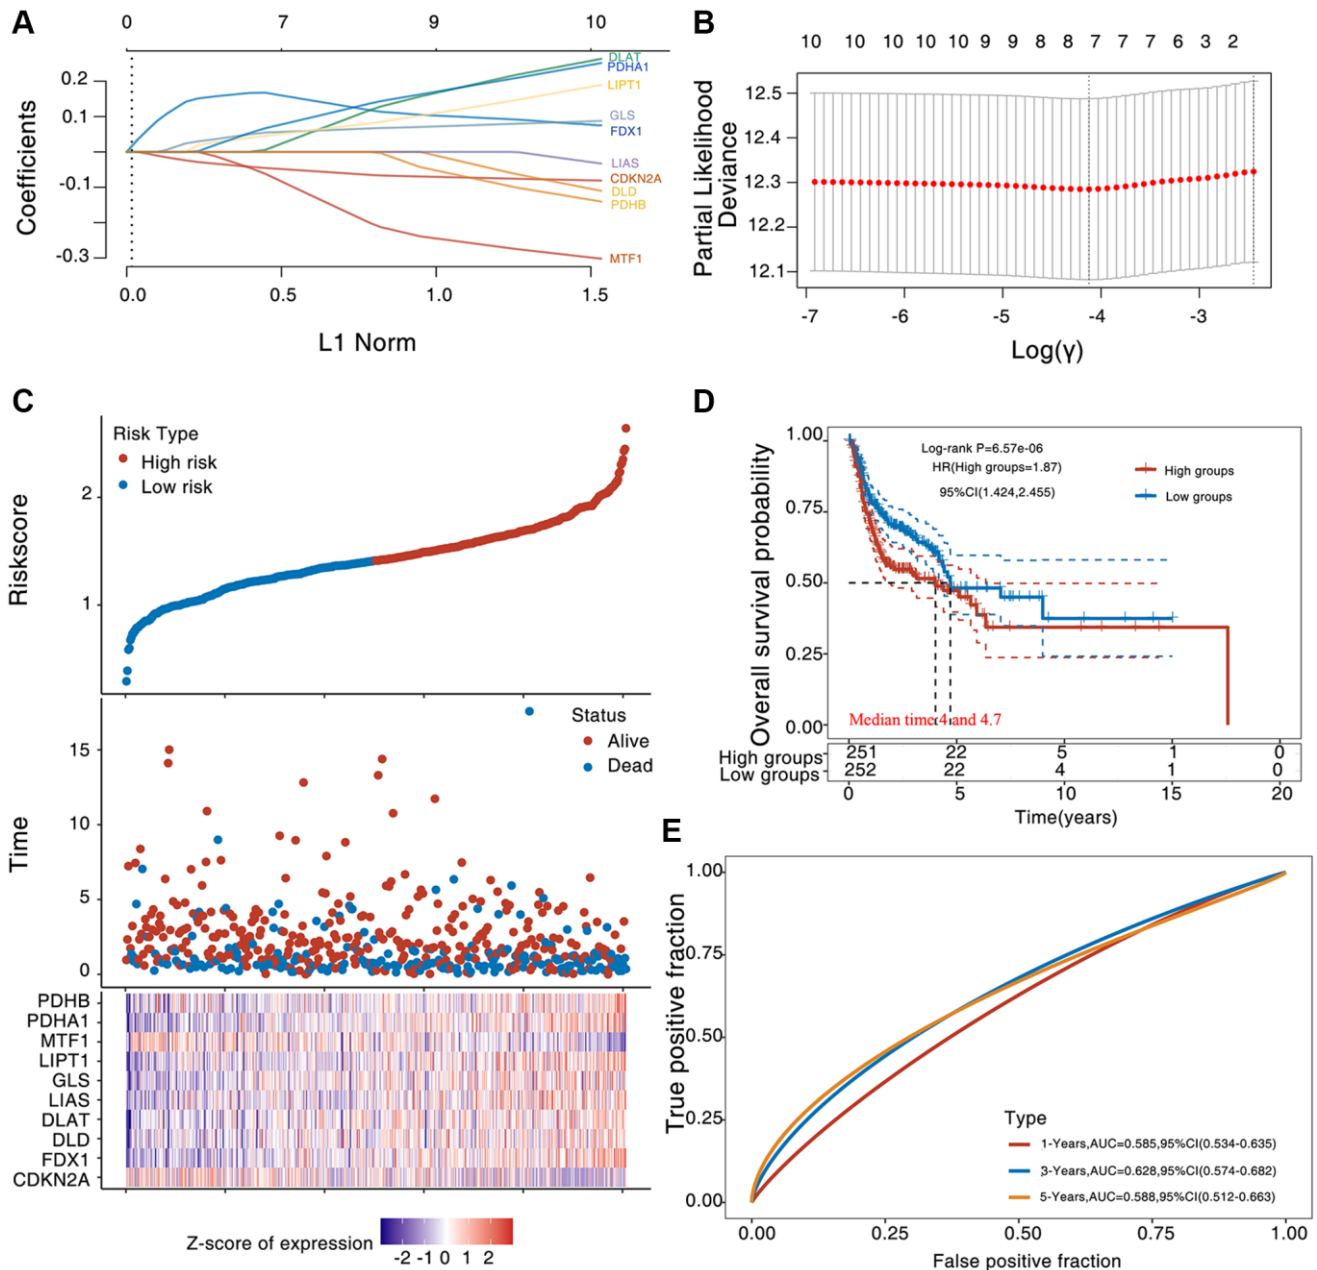 A
0 7 9 10
Coefficients
0.2
0.1
-0.1
-0.3
DLAT
PDHA1
LIPT1
GLS
FDX1
LIAS
CDKN2A
DLD
PDHB
MTF1
0.0 0.5 1.0 1.5
L1 Norm
B
10 10 10 10 10 9 9 8 8 7 7 7 6 3 2
Partial Likelihood
Deviance
12.5
12.4
12.3
12.2
12.1
-7 -6 -5 -4 -3
Log(γ)
C
Risk Type
High risk
Low risk
Riskscore
2
1
Status
Alive
Dead
Time
15
10
5
0
PDHB
PDHA1
MTF1
LIPT1
GLS
LIAS
DLAT
DLD
FDX1
CDKN2A
Z-score of expression
-2 -1 0 1 2
D
Overall survival probability
1.00
0.75
0.50
0.25
0.00
Log-rank P=6.57e-06
HR(High groups=1.87)
95%CI(1.424,2.455)
High groups
Low groups
Median time:4 and 4.7
High groups 251 22 5 1 0
Low groups 252 22 4 1 0
0 5 10 15 20
Time(years)
E
True positive fraction
1.00
0.75
0.50
0.25
0.00
Type
1-Years,AUC=0.585,95%CI(0.534-0.635)
3-Years,AUC=0.628,95%CI(0.574-0.682)
5-Years,AUC=0.588,95%CI(0.512-0.663)
0.00 0.25 0.50 0.75 1.00
False positive fraction